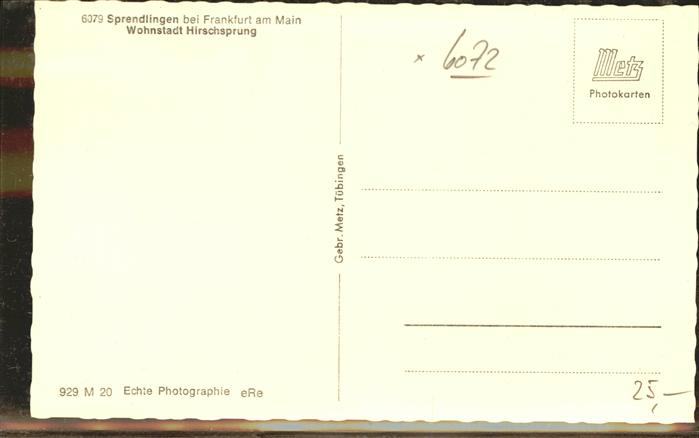 6079 Sprendlingen bei Frankfurt am Main
Wohnstadt Hirschsprung
× 6072
Metz
Photokarten
Gebr. Metz, Tübingen
929 M 20 Echte Photographie eRe
25,—